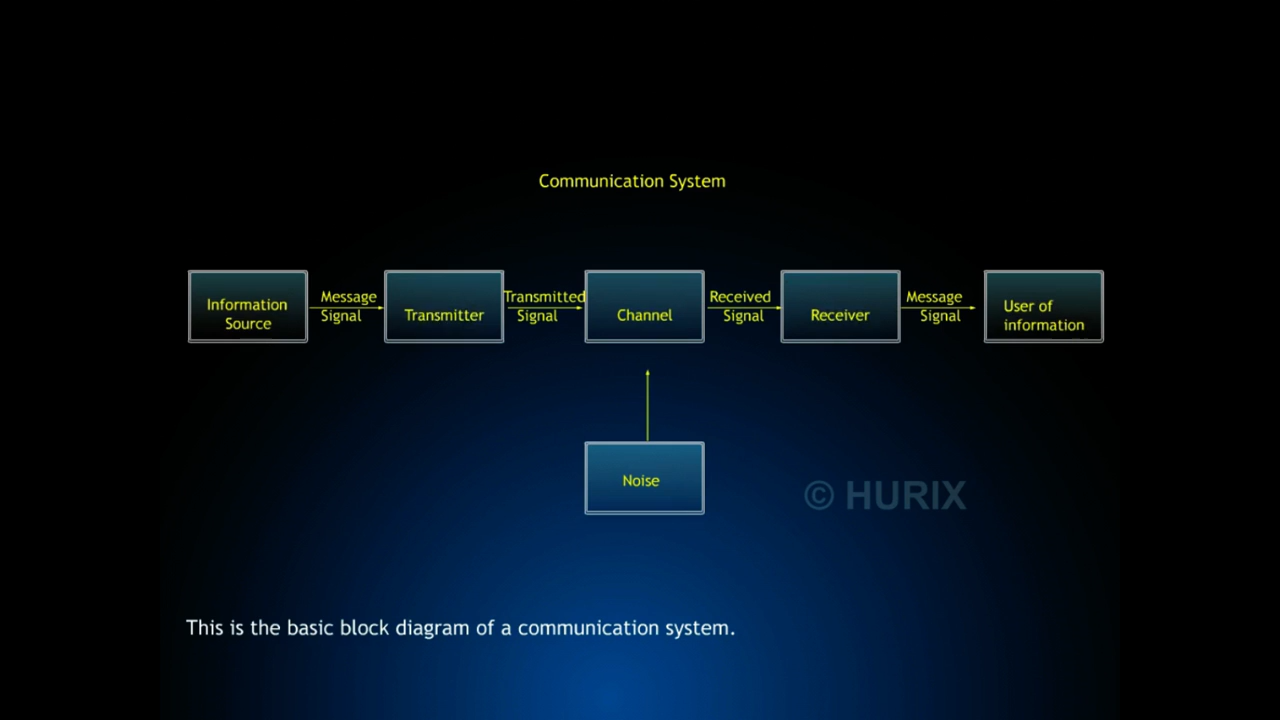 Communication System
Information
Source
Message
Signal
Transmitter
Transmitted
Signal
Channel
Received
Signal
Receiver
Message
Signal
User of
information
Noise
© HURIX
This is the basic block diagram of a communication system.